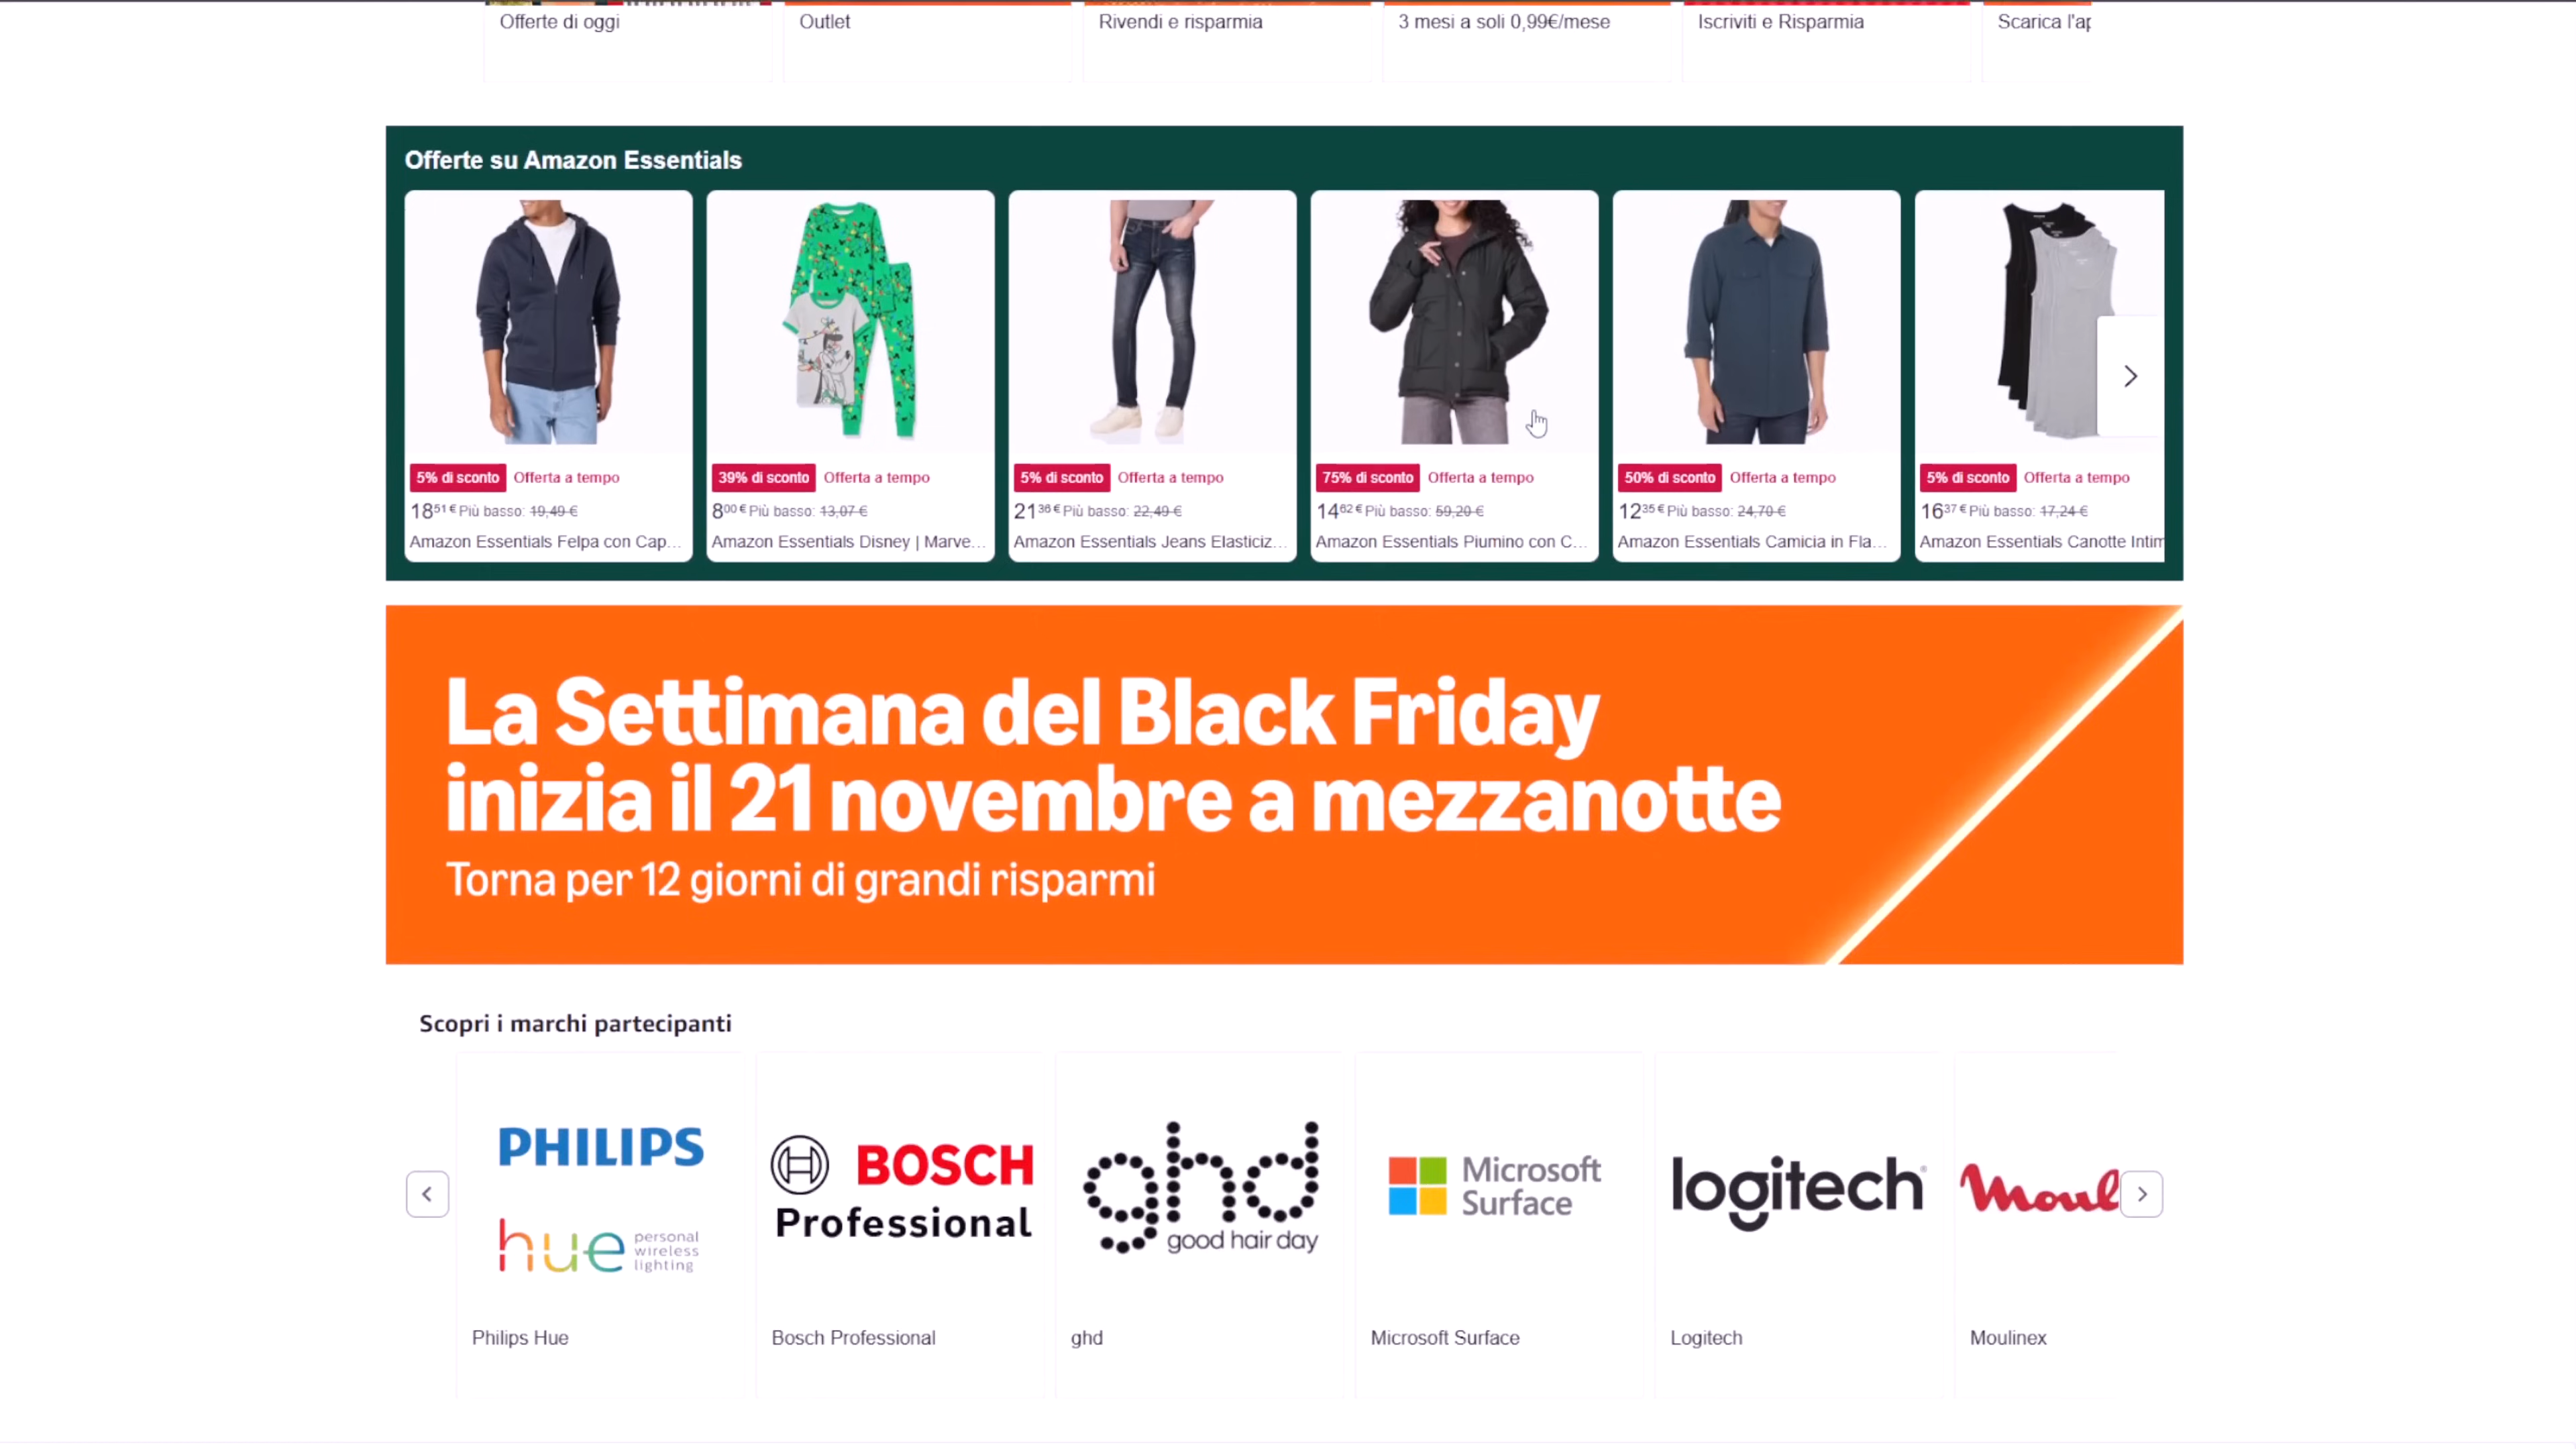 Offerte di oggi
Outlet
Rivendi e risparmia
3 mesi a soli 0,99€/mese
Iscriviti e Risparmia
Scarica l'ap
Offerte su Amazon Essentials
5% di sconto Offerta a tempo
18⁵¹ € Più basso: 19,49 €
Amazon Essentials Felpa con Cap...
39% di sconto Offerta a tempo
8⁰⁰ € Più basso: 13,07 €
Amazon Essentials Disney | Marve...
5% di sconto Offerta a tempo
21³⁶ € Più basso: 22,49 €
Amazon Essentials Jeans Elasticiz...
75% di sconto Offerta a tempo
14⁶² € Più basso: 59,20 €
Amazon Essentials Piumino con C...
50% di sconto Offerta a tempo
12³⁵ € Più basso: 24,70 €
Amazon Essentials Camicia in Fla...
5% di sconto Offerta a tempo
16³⁷ € Più basso: 17,24 €
Amazon Essentials Canotte Intim
La Settimana del Black Friday
inizia il 21 novembre a mezzanotte
Torna per 12 giorni di grandi risparmi
Scopri i marchi partecipanti
PHILIPS
hue personal
wireless
lighting
Philips Hue
BOSCH
Professional
Bosch Professional
ghd
good hair day
ghd
Microsoft
Surface
Microsoft Surface
logitech
Logitech
Moul
Moulinex